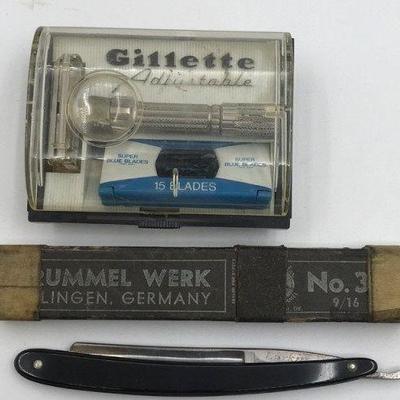 Gillette
Adjustable
SUPER BLUE BLADES
SUPER BLUE BLADES
15 BLADES
RUMMEL WERK
LINGEN, GERMANY
No. 3
9/16